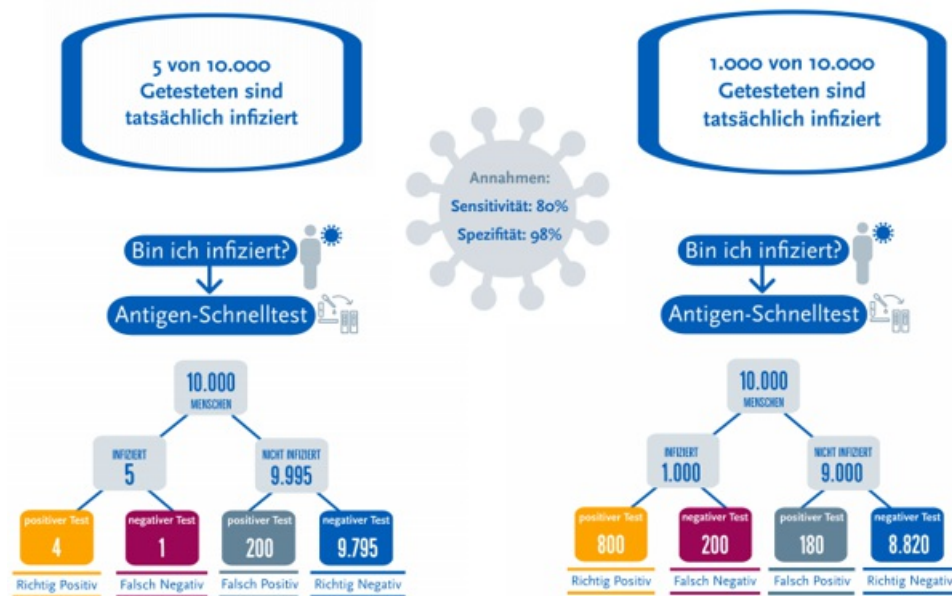 5 von 10.000
Getesteten sind
tatsächlich infiziert
1.000 von 10.000
Getesteten sind
tatsächlich infiziert
Annahmen:
Sensitivität: 80%
Spezifität: 98%
Bin ich infiziert?
Antigen-Schnelltest
10.000
MENSCHEN
INFIZIERT
5
NICHT INFIZIERT
9.995
positiver Test
4
Richtig Positiv
negativer Test
1
Falsch Negativ
positiver Test
200
Falsch Positiv
negativer Test
9.795
Richtig Negativ
Bin ich infiziert?
Antigen-Schnelltest
10.000
MENSCHEN
INFIZIERT
1.000
NICHT INFIZIERT
9.000
positiver Test
800
Richtig Positiv
negativer Test
200
Falsch Negativ
positiver Test
180
Falsch Positiv
negativer Test
8.820
Richtig Negativ